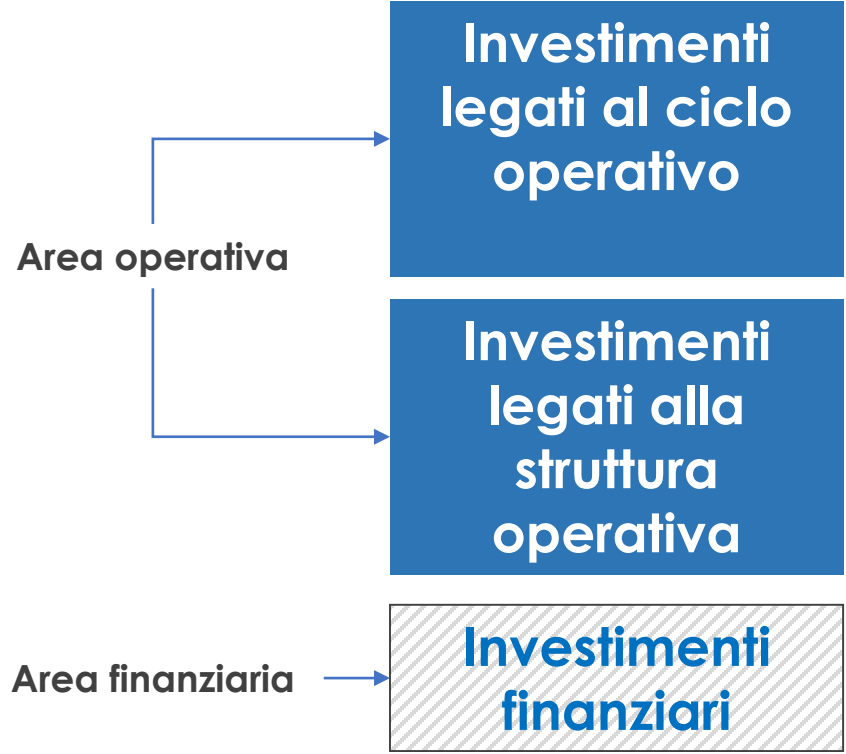 Investimenti
legati al ciclo
operativo
Area operativa
Investimenti
legati alla
struttura
operativa
Area finanziaria
Investimenti
finanziari